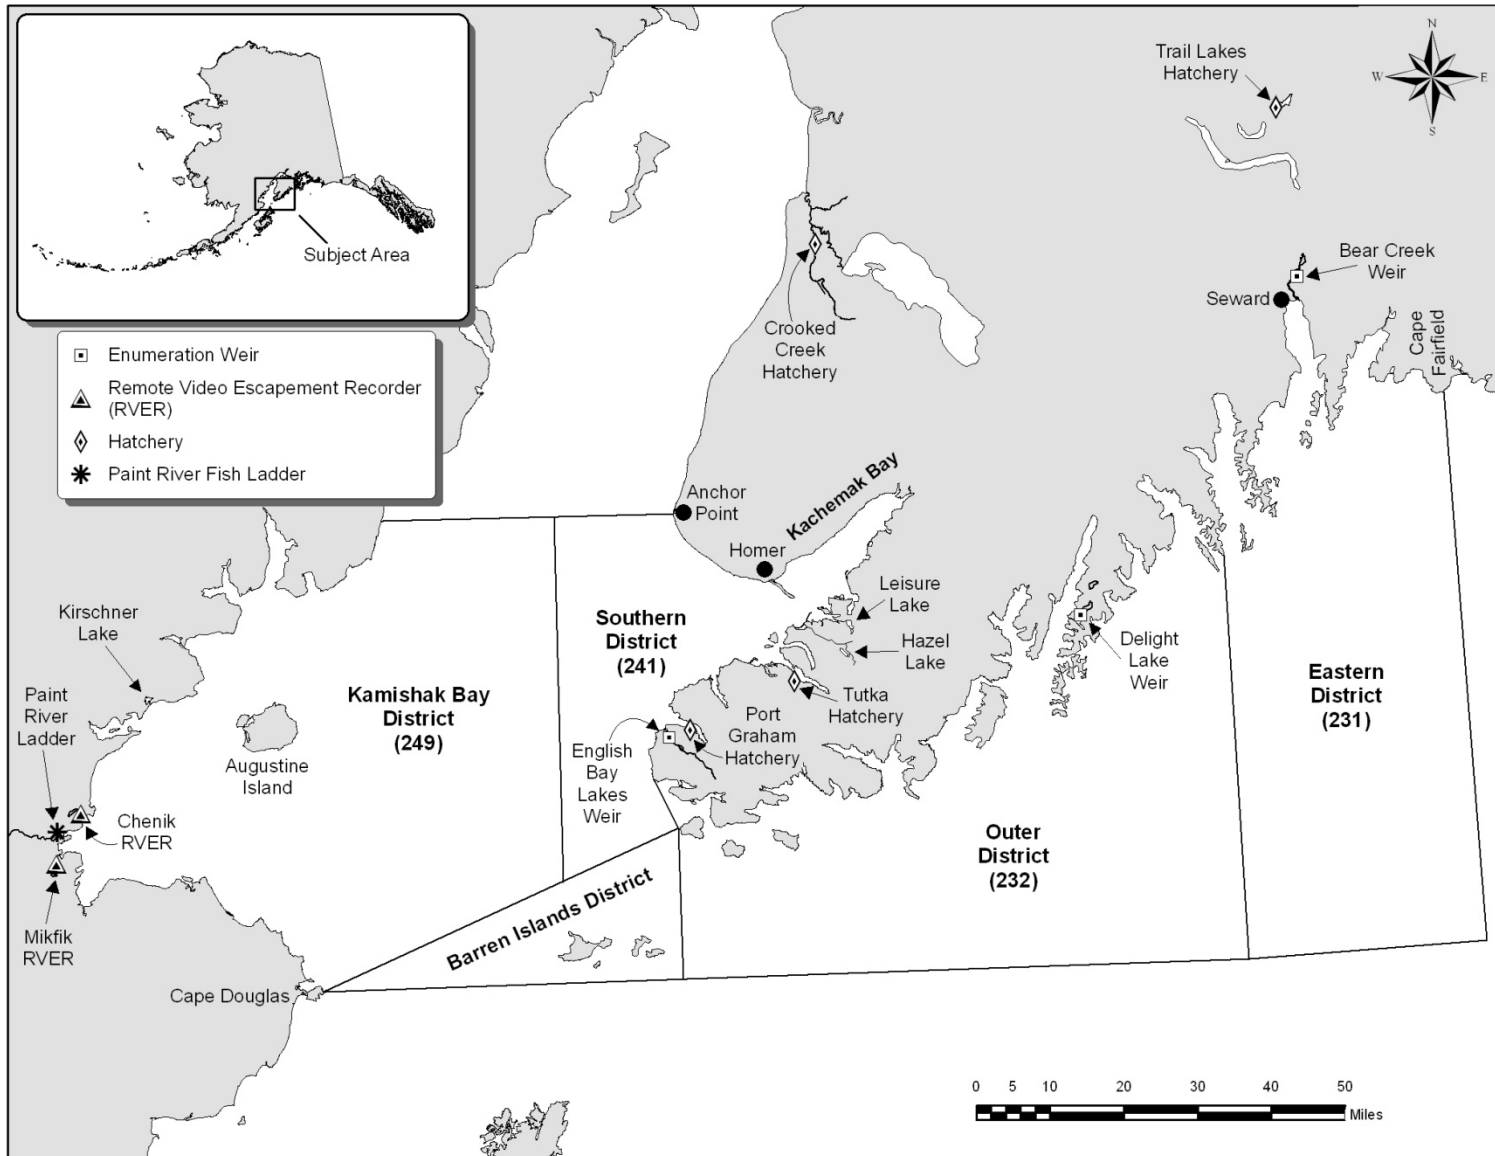 Subject Area
Enumeration Weir
Remote Video Escapement Recorder
(RVER)
Hatchery
Paint River Fish Ladder
N
W
E
S
Trail Lakes
Hatchery
Bear Creek
Weir
Seward
Cape
Fairfield
Crooked
Creek
Hatchery
Anchor
Point
Kachemak Bay
Homer
Leisure
Lake
Hazel
Lake
Tutka
Hatchery
Port
Graham
Hatchery
English
Bay
Lakes
Weir
Delight
Lake
Weir
Kirschner
Lake
Paint
River
Ladder
Augustine
Island
Chenik
RVER
Mikfik
RVER
Cape Douglas
Southern
District
(241)
Kamishak Bay
District
(249)
Eastern
District
(231)
Outer
District
(232)
Barren Islands District
0 5 10 20 30 40 50
Miles